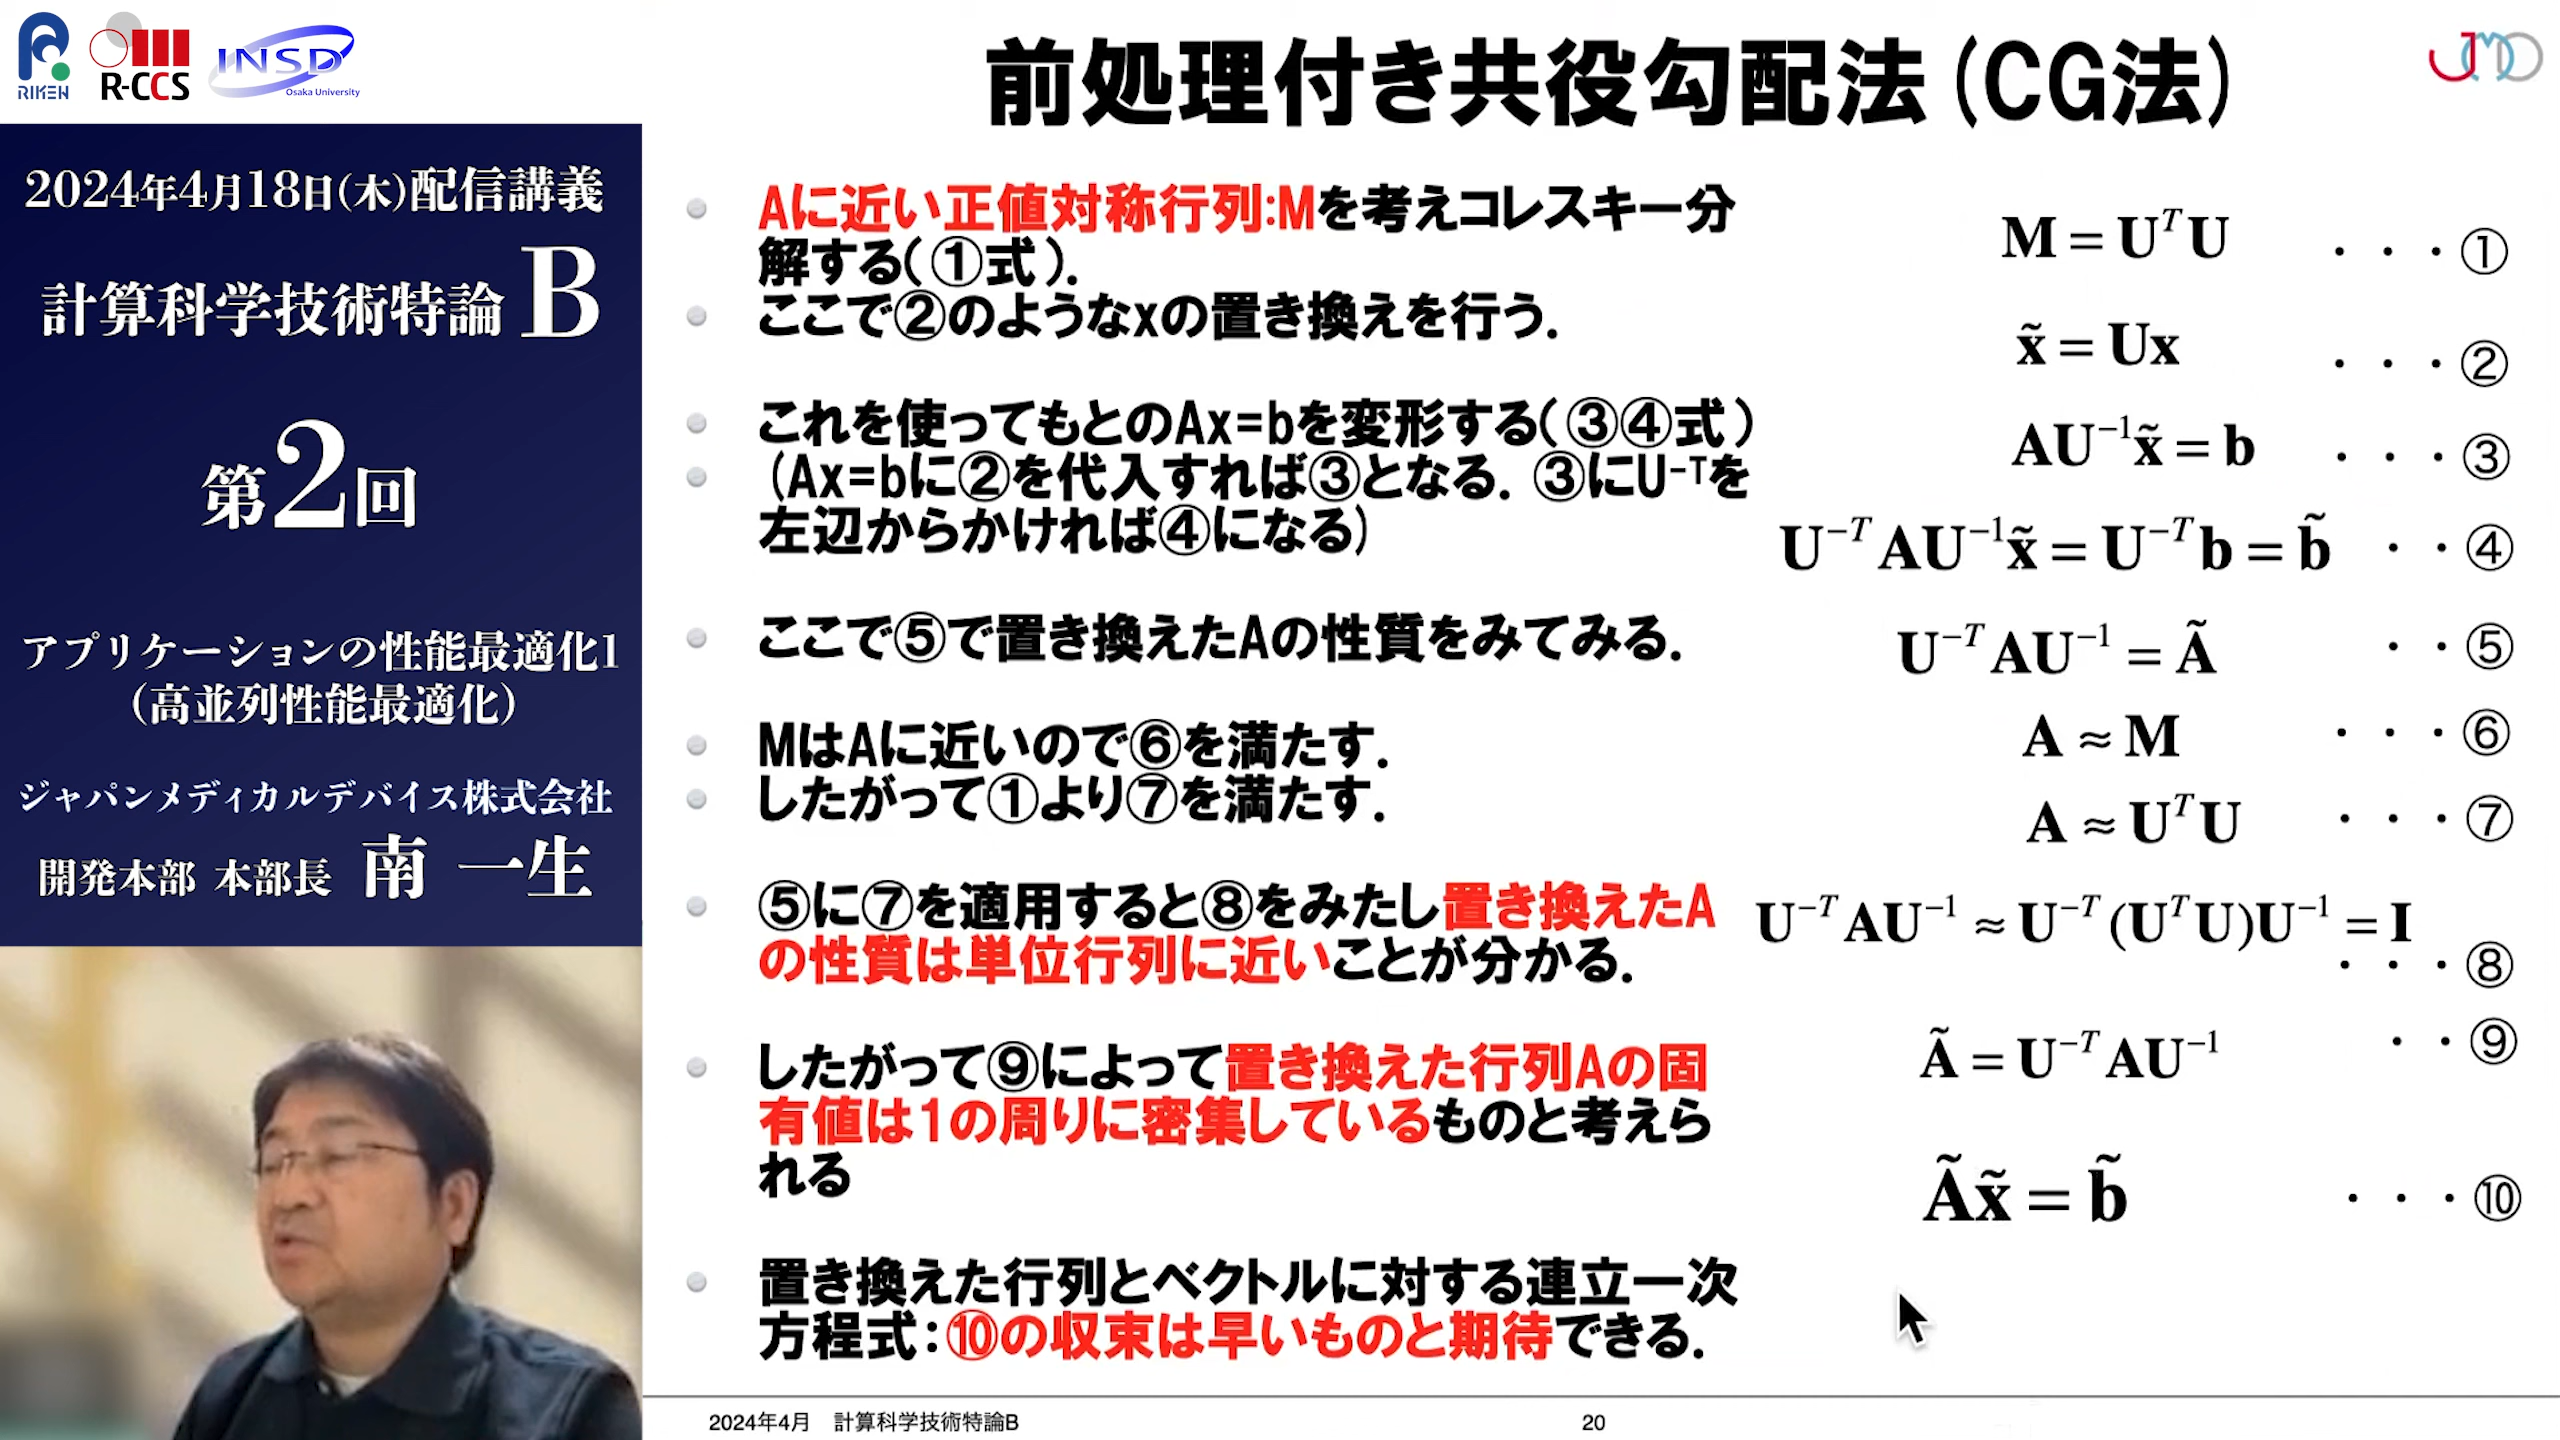 RIKEN
R-CCS
INSD
Osaka University
2024年4月18日(木)配信講義
計算科学技術特論 B
第2回
アプリケーションの性能最適化1
(高並列性能最適化)
ジャパンメディカルデバイス株式会社
開発本部 本部長 南 一生
前処理付き共役勾配法(CG法)
JMD
Aに近い正値対称行列:Mを考えコレスキー分
解する(①式).
ここで②のようなxの置き換えを行う.
これを使ってもとのAx=bを変形する(③④式)
(Ax=bに②を代入すれば③となる. ③にU⁻ᵀを
左辺からかければ④になる)
ここで⑤で置き換えたAの性質をみてみる.
MはAに近いので⑥を満たす.
したがって①より⑦を満たす.
⑤に⑦を適用すると⑧をみたし置き換えたA
の性質は単位行列に近いことが分かる.
したがって⑨によって置き換えた行列Aの固
有値は1の周りに密集しているものと考えら
れる
置き換えた行列とベクトルに対する連立一次
方程式:⑩の収束は早いものと期待できる.
M = UᵀU ・・・①
x̃ = Ux ・・・②
AU⁻¹x̃ = b ・・・③
U⁻ᵀAU⁻¹x̃ = U⁻ᵀb = b̃ ・・④
U⁻ᵀAU⁻¹ = Ã ・・⑤
A ≈ M ・・・⑥
A ≈ UᵀU ・・・⑦
U⁻ᵀAU⁻¹ ≈ U⁻ᵀ(UᵀU)U⁻¹ = I
・・・⑧
Ã = U⁻ᵀAU⁻¹ ・・⑨
Ãx̃ = b̃ ・・・⑩
2024年4月 計算科学技術特論B
20